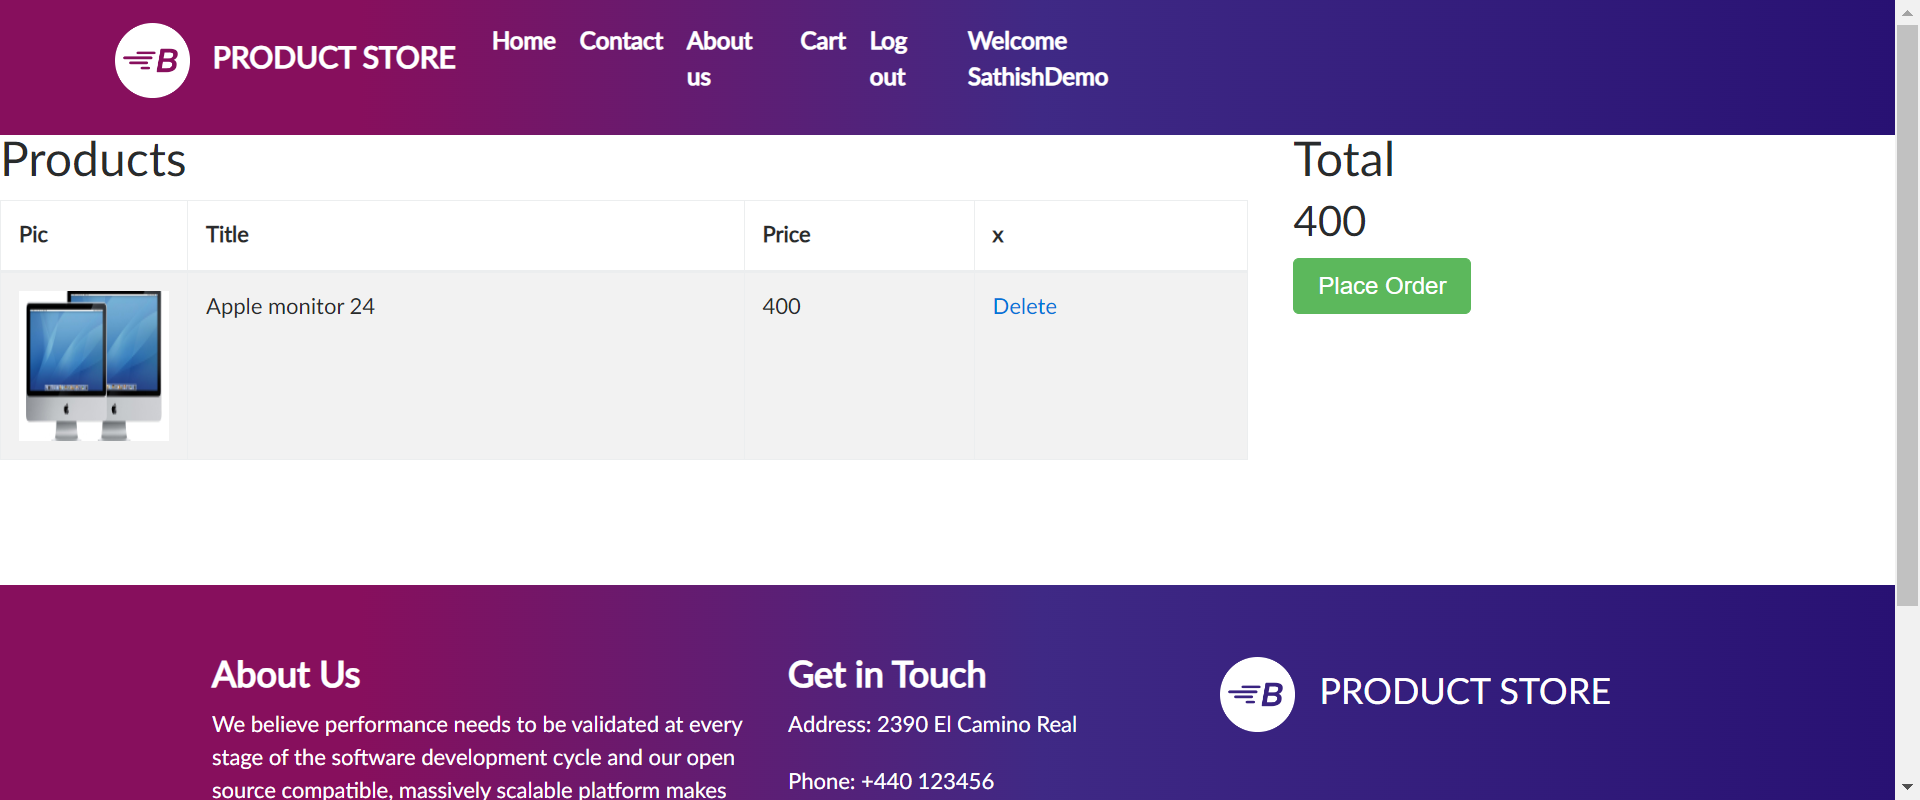 B PRODUCT STORE Home Contact About us Cart Log out Welcome SathishDemo
Products
Total
400
Place Order
Pic Title Price x
Apple monitor 24 400 Delete
About Us
We believe performance needs to be validated at every
stage of the software development cycle and our open
source compatible, massively scalable platform makes
Get in Touch
Address: 2390 El Camino Real
Phone: +440 123456
B PRODUCT STORE